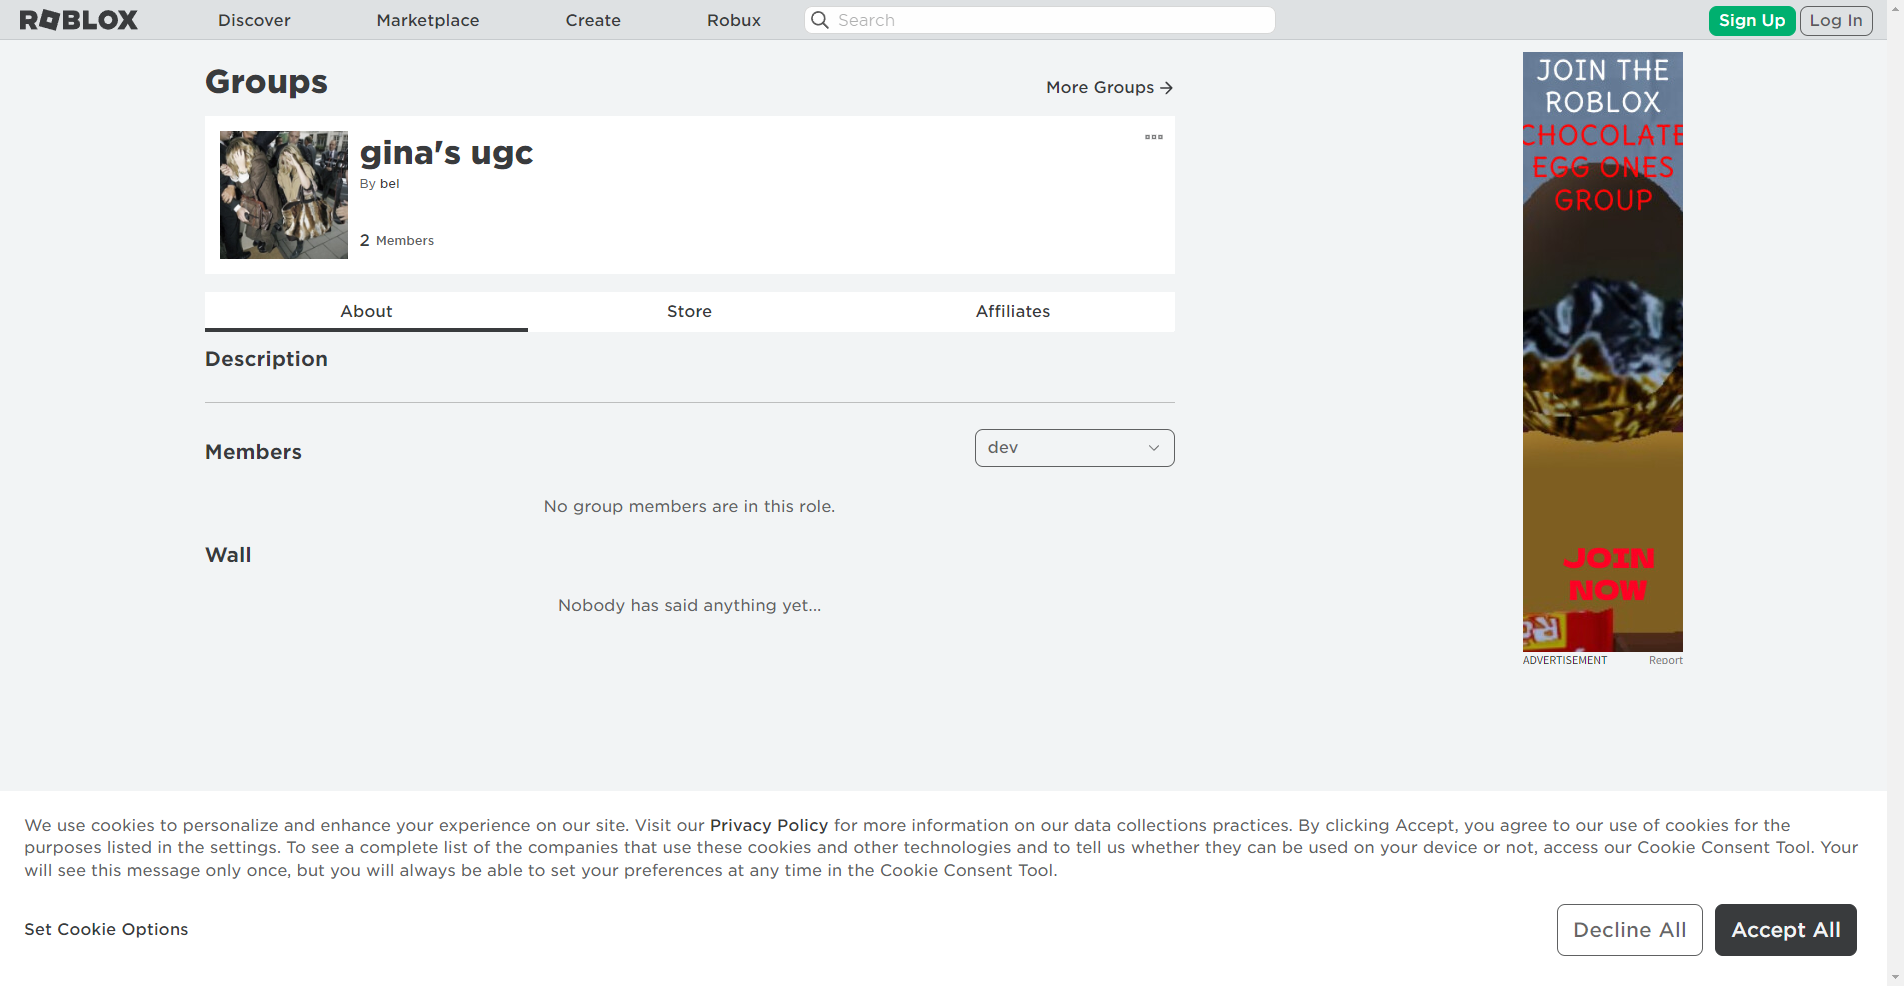 ROBLOX
Discover
Marketplace
Create
Robux
Search
Sign Up
Log In
Groups
More Groups
gina's ugc
By bel
2 Members
About
Store
Affiliates
Description
Members
dev
No group members are in this role.
Wall
Nobody has said anything yet...
JOIN THE
ROBLOX
CHOCOLATE
EGG ONES
GROUP
JOIN
NOW
ADVERTISEMENT
Report
We use cookies to personalize and enhance your experience on our site. Visit our Privacy Policy for more information on our data collections practices. By clicking Accept, you agree to our use of cookies for the
purposes listed in the settings. To see a complete list of the companies that use these cookies and other technologies and to tell us whether they can be used on your device or not, access our Cookie Consent Tool. Your
will see this message only once, but you will always be able to set your preferences at any time in the Cookie Consent Tool.
Set Cookie Options
Decline All
Accept All